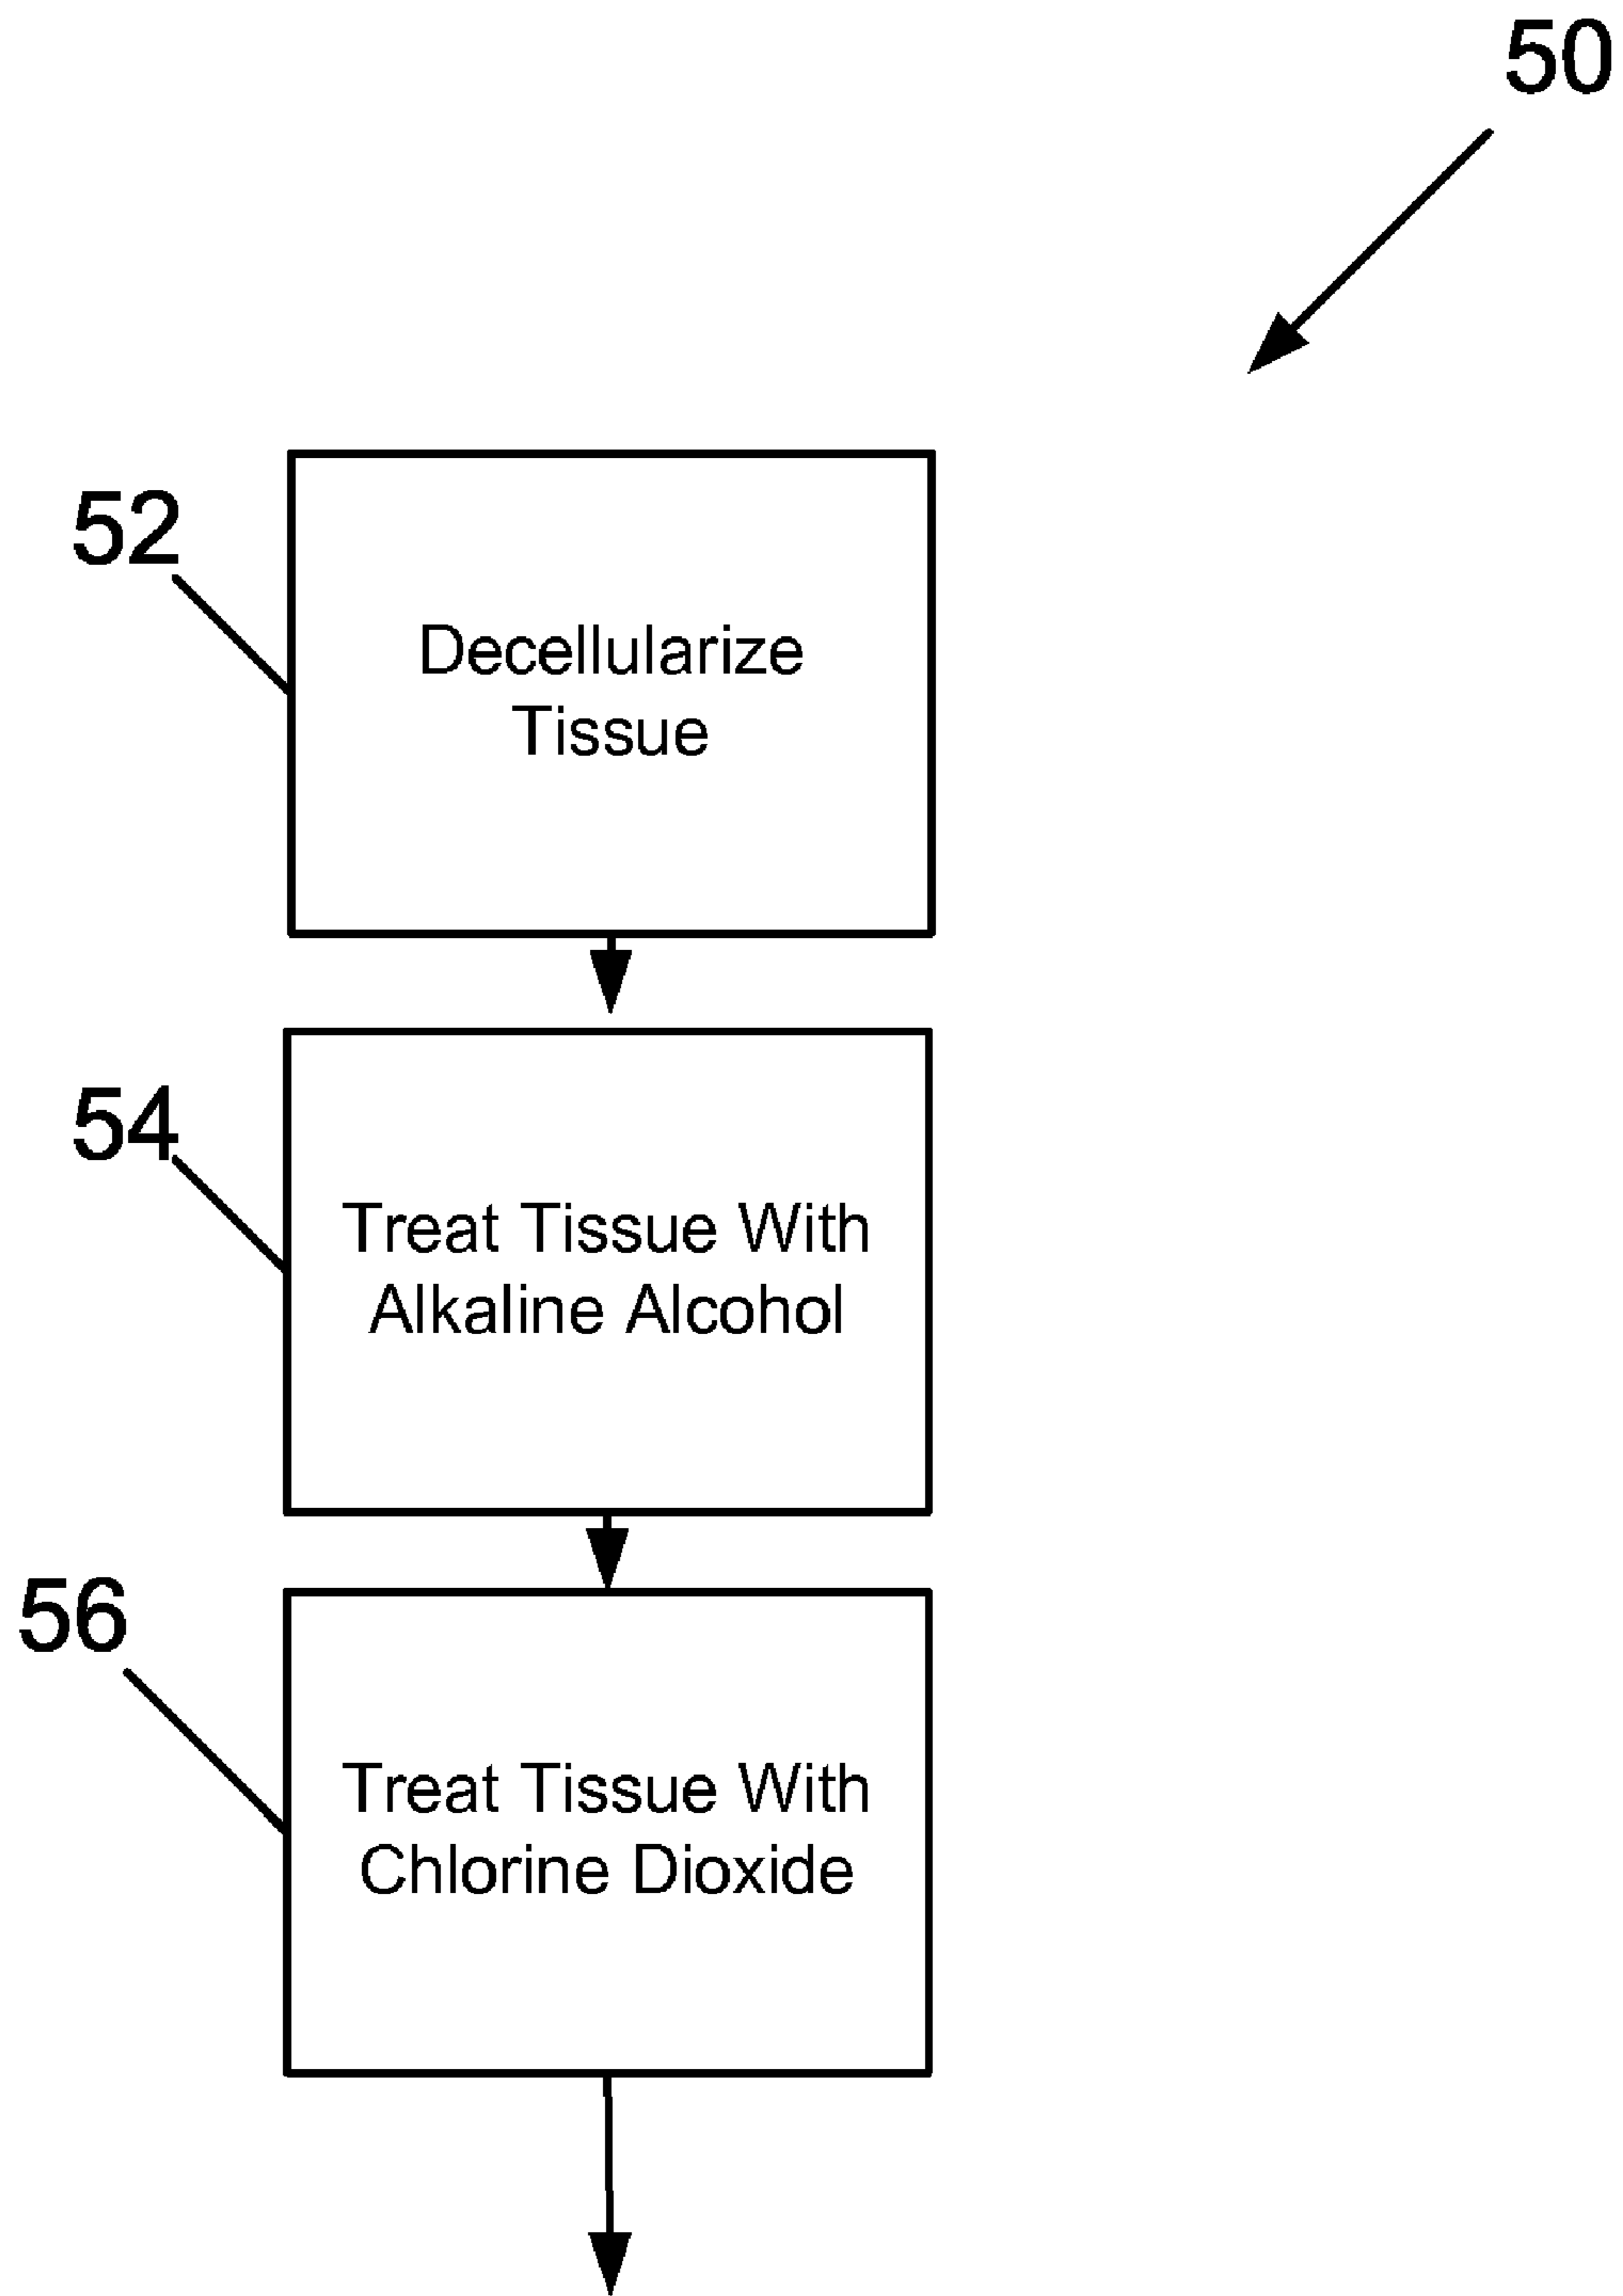 50
52
Decellularize
Tissue
54
Treat Tissue With
Alkaline Alcohol
56
Treat Tissue With
Chlorine Dioxide